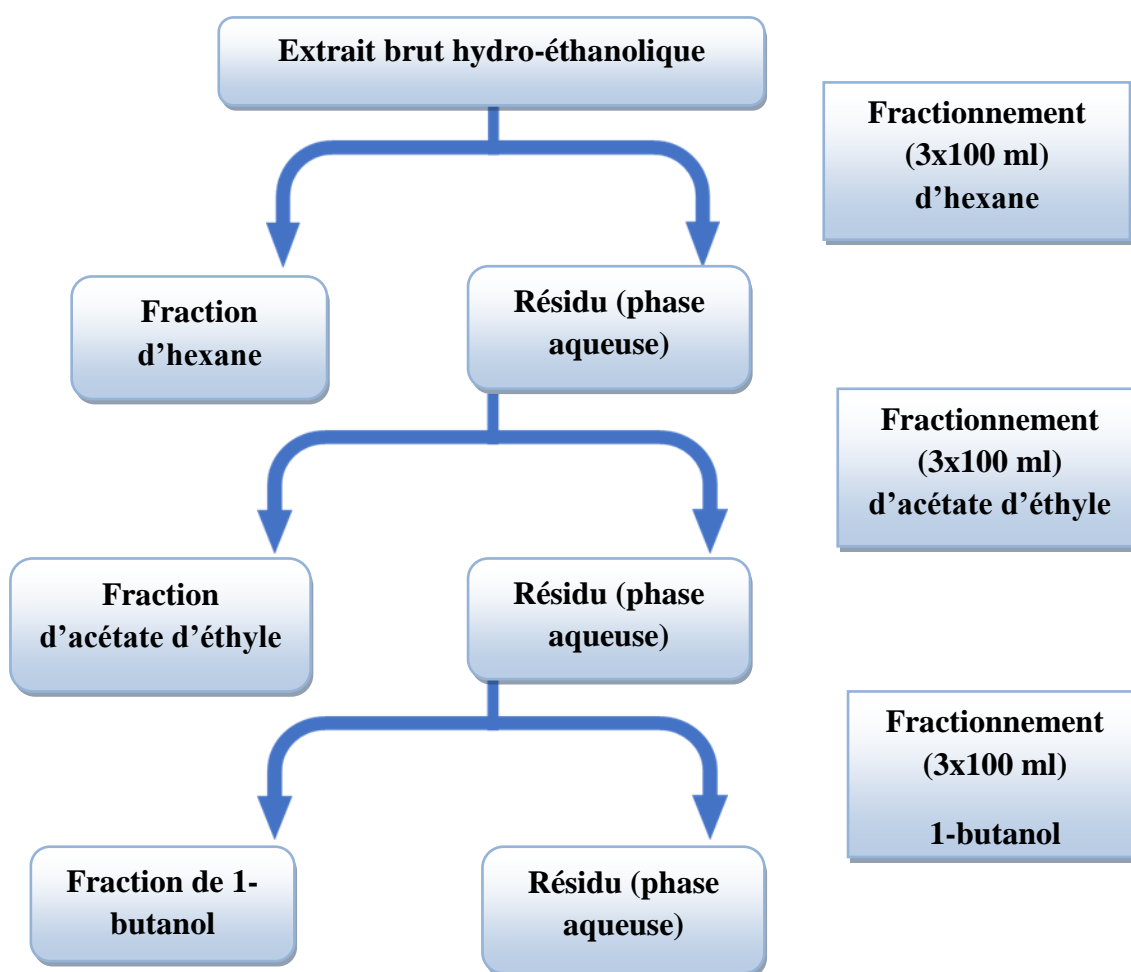 Extrait brut hydro-éthanolique
Fractionnement
(3x100 ml)
d’hexane
Fraction
d’hexane
Résidu (phase
aqueuse)
Fractionnement
(3x100 ml)
d’acétate d’éthyle
Fraction
d’acétate d’éthyle
Résidu (phase
aqueuse)
Fractionnement
(3x100 ml)
1-butanol
Fraction de 1-
butanol
Résidu (phase
aqueuse)